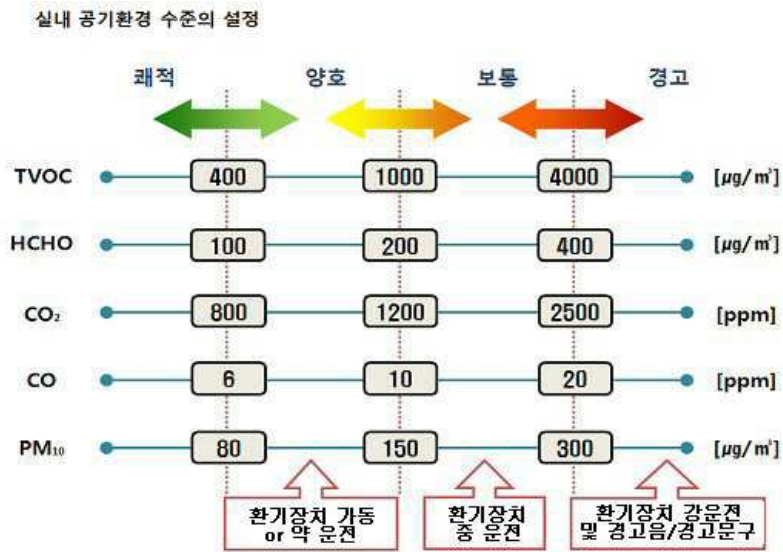 실내 공기환경 수준의 설정
쾌적 양호 보통 경고
TVOC 400 1000 4000 [μg/m³]
HCHO 100 200 400 [μg/m³]
CO₂ 800 1200 2500 [ppm]
CO 6 10 20 [ppm]
PM₁₀ 80 150 300 [μg/m³]
환기장치 가동
or 약 운전
환기장치
중 운전
환기장치 강운전
및 경고음/경고문구